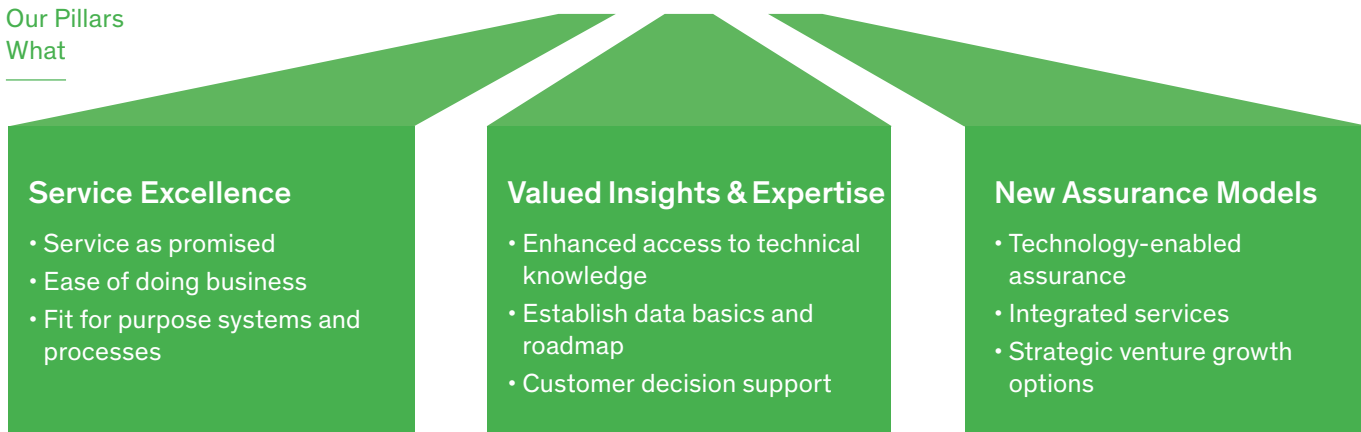 Our Pillars
What
Service Excellence
• Service as promised
• Ease of doing business
• Fit for purpose systems and
processes
Valued Insights & Expertise
• Enhanced access to technical
knowledge
• Establish data basics and
roadmap
• Customer decision support
New Assurance Models
• Technology-enabled
assurance
• Integrated services
• Strategic venture growth
options